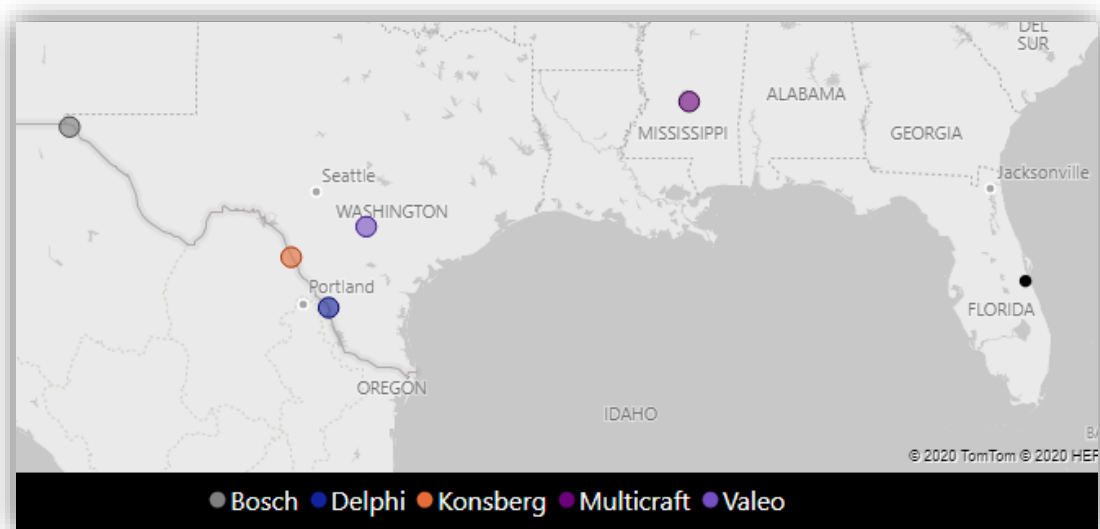 DEL
SUR
ALABAMA
MISSISSIPPI
GEORGIA
Seattle
Jacksonville
WASHINGTON
Portland
FLORIDA
OREGON
IDAHO
© 2020 TomTom © 2020 HER
Bosch Delphi Konsberg Multicraft Valeo